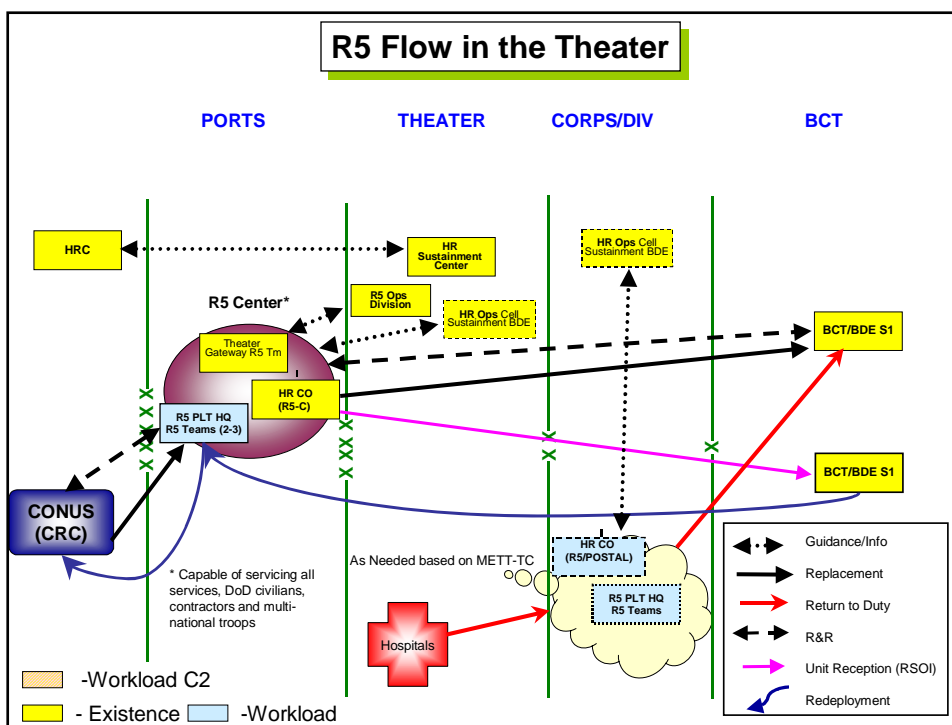 R5 Flow in the Theater
PORTS
THEATER
CORPS/DIV
BCT
HRC
HR
Sustainment
Center
HR Ops Cell
Sustainment BDE
R5 Center*
R5 Ops
Division
HR Ops Cell
Sustainment BDE
Theater
Gateway R5 Tm
BCT/BDE S1
HR CO
(R5-C)
X
X
X
X
X
X
X
X
X
X
X
X
X
R5 PLT HQ
R5 Teams (2-3)
BCT/BDE S1
CONUS
(CRC)
HR CO
(R5/POSTAL)
As Needed based on METT-TC
R5 PLT HQ
R5 Teams
* Capable of servicing all
services, DoD civilians,
contractors and multi-
national troops
Hospitals
Guidance/Info
Replacement
Return to Duty
R&R
Unit Reception (RSOI)
Redeployment
-Workload C2
- Existence
-Workload